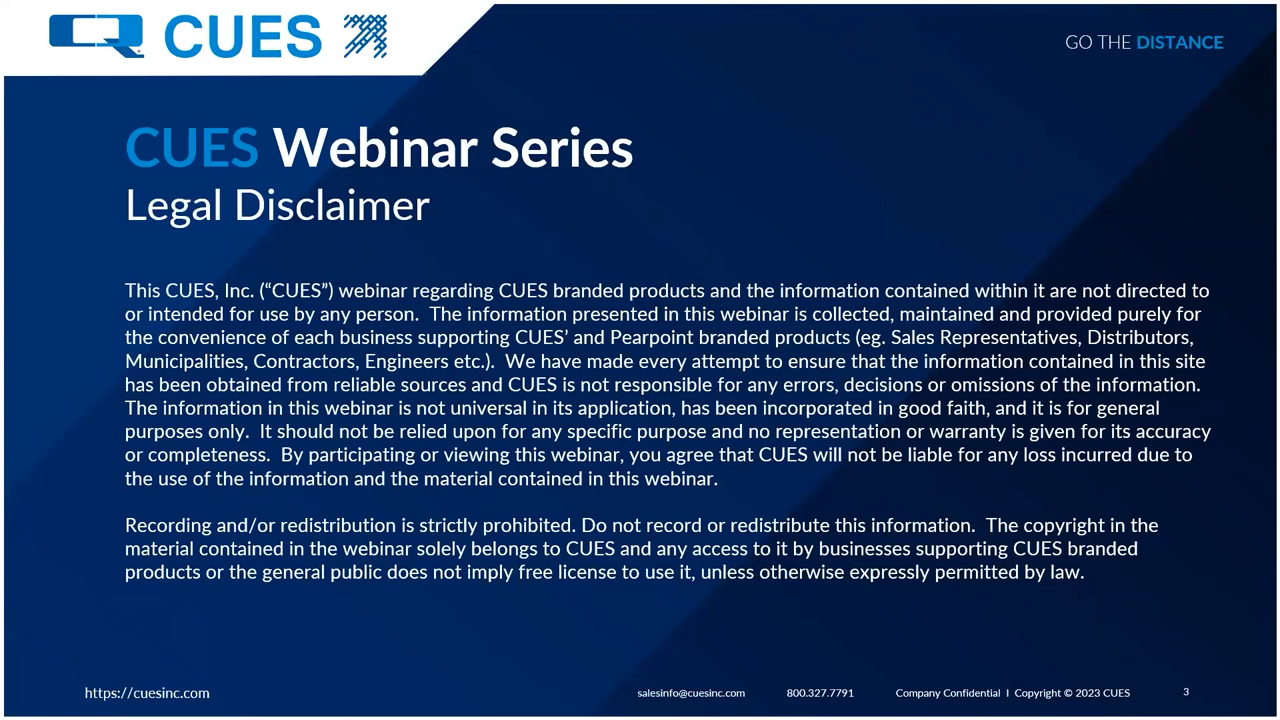 CUES
GO THE DISTANCE
CUES Webinar Series
Legal Disclaimer
This CUES, Inc. (“CUES”) webinar regarding CUES branded products and the information contained within it are not directed to
or intended for use by any person.  The information presented in this webinar is collected, maintained and provided purely for
the convenience of each business supporting CUES’ and Pearpoint branded products (eg. Sales Representatives, Distributors,
Municipalities, Contractors, Engineers etc.).  We have made every attempt to ensure that the information contained in this site
has been obtained from reliable sources and CUES is not responsible for any errors, decisions or omissions of the information.
The information in this webinar is not universal in its application, has been incorporated in good faith, and it is for general
purposes only.  It should not be relied upon for any specific purpose and no representation or warranty is given for its accuracy
or completeness.  By participating or viewing this webinar, you agree that CUES will not be liable for any loss incurred due to
the use of the information and the material contained in this webinar.
Recording and/or redistribution is strictly prohibited. Do not record or redistribute this information.  The copyright in the
material contained in the webinar solely belongs to CUES and any access to it by businesses supporting CUES branded
products or the general public does not imply free license to use it, unless otherwise expressly permitted by law.
https://cuesinc.com
salesinfo@cuesinc.com
800.327.7791
Company Confidential I Copyright © 2023 CUES
3